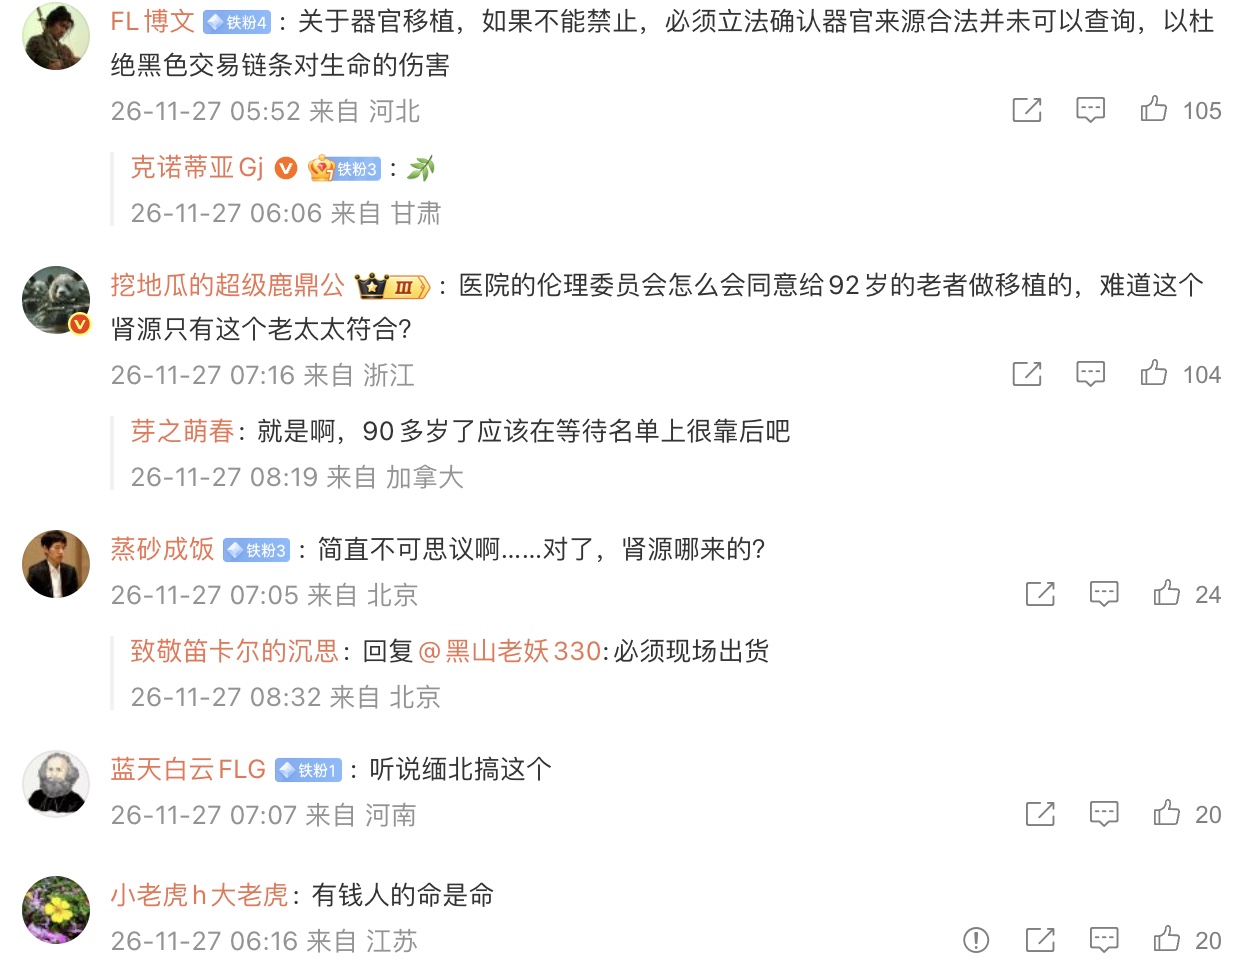 FL博文 铁粉4：关于器官移植，如果不能禁止，必须立法确认器官来源合法并未可以查询，以杜
绝黑色交易链条对生命的伤害
26-11-27 05:52 来自 河北 105
克诺蒂亚Gj 7 铁粉3：
26-11-27 06:06 来自 甘肃
挖地瓜的超级鹿鼎公 III：医院的伦理委员会怎么会同意给92岁的老者做移植的，难道这个
肾源只有这个老太太符合?
26-11-27 07:16 来自 浙江 104
芽之萌春：就是啊，90多岁了应该在等待名单上很靠后吧
26-11-27 08:19 来自 加拿大
蒸砂成饭 铁粉3：简直不可思议啊......对了，肾源哪来的?
26-11-27 07:05 来自 北京 24
致敬笛卡尔的沉思：回复@黑山老妖330:必须现场出货
26-11-27 08:32 来自 北京
蓝天白云FLG 铁粉1：听说缅北搞这个
26-11-27 07:07 来自 河南 20
小老虎h大老虎：有钱人的命是命
26-11-27 06:16 来自 江苏 20